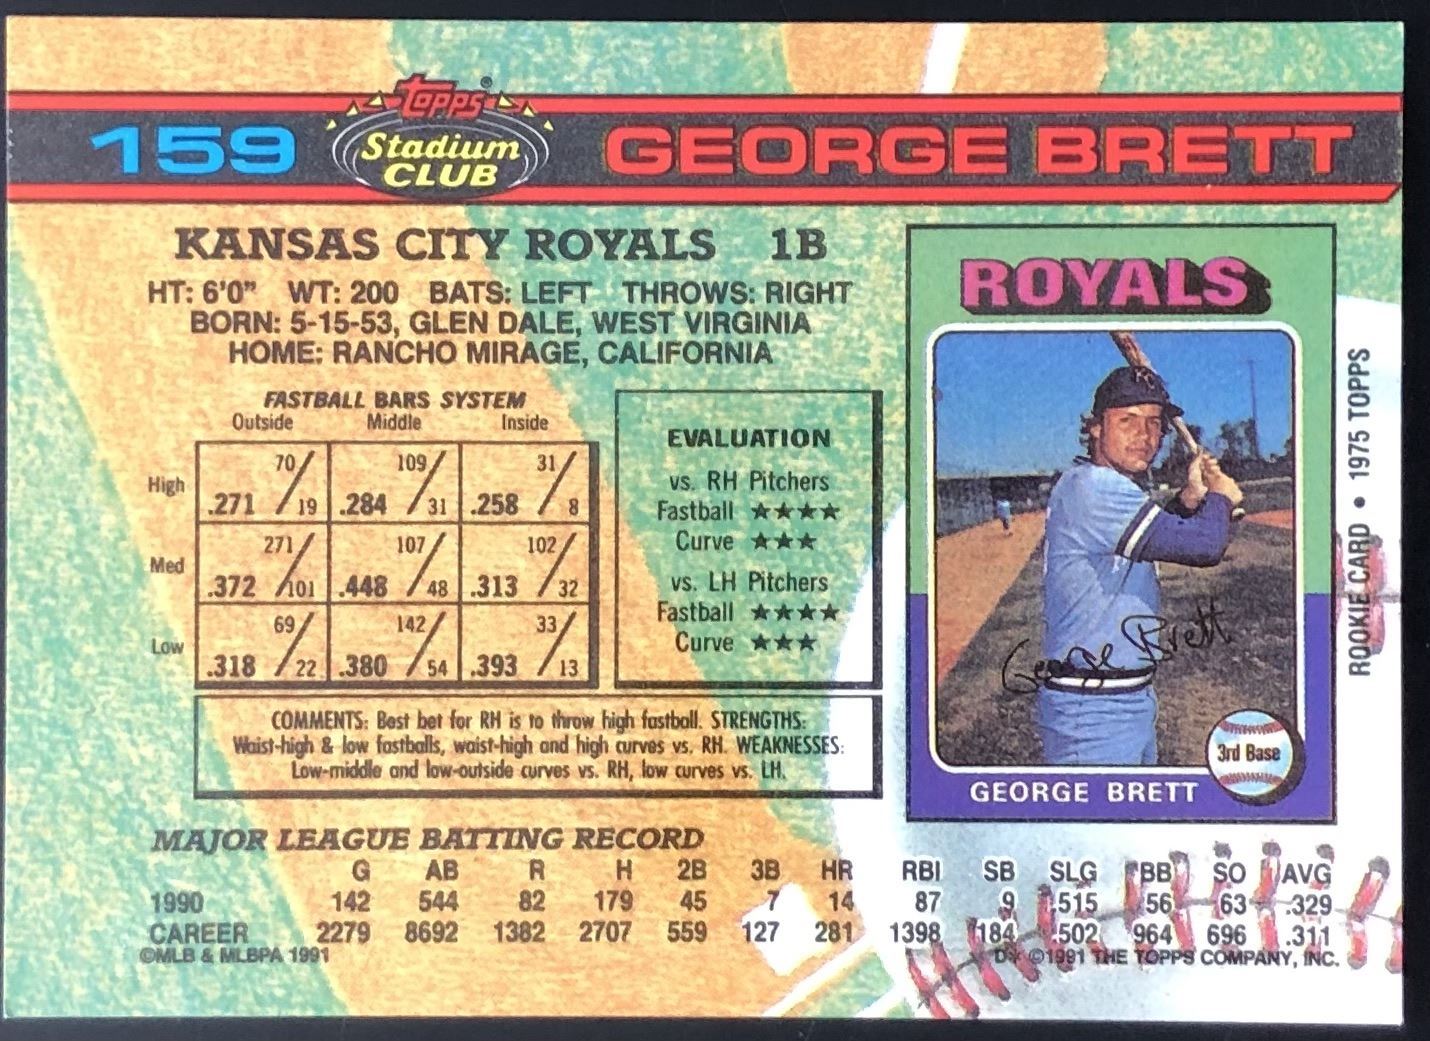 159
Topps®
Stadium
CLUB
GEORGE BRETT
KANSAS CITY ROYALS 1B
HT: 6'0" WT: 200 BATS: LEFT THROWS: RIGHT
BORN: 5-15-53, GLEN DALE, WEST VIRGINIA
HOME: RANCHO MIRAGE, CALIFORNIA
FASTBALL BARS SYSTEM
Outside Middle Inside
High .271 70/19 .284 109/31 .258 31/8
Med .372 271/101 .448 107/48 .313 102/32
Low .318 69/22 .380 142/54 .393 33/13
EVALUATION
vs. RH Pitchers
Fastball ★★★★
Curve ★★★
vs. LH Pitchers
Fastball ★★★★
Curve ★★★
COMMENTS: Best bet for RH is to throw high fastball. STRENGTHS:
Waist-high & low fastballs, waist-high and high curves vs. RH. WEAKNESSES:
Low-middle and low-outside curves vs. RH, low curves vs. LH.
ROYALS
KC
George Brett
3rd Base
GEORGE BRETT
ROOKIE CARD • 1975 TOPPS
MAJOR LEAGUE BATTING RECORD
G AB R H 2B 3B HR RBI SB SLG BB SO AVG
1990 142 544 82 179 45 7 14 87 9 .515 56 63 .329
CAREER 2279 8692 1382 2707 559 127 281 1398 184 .502 964 696 .311
©MLB & MLBPA 1991
D* ©1991 THE TOPPS COMPANY, INC.